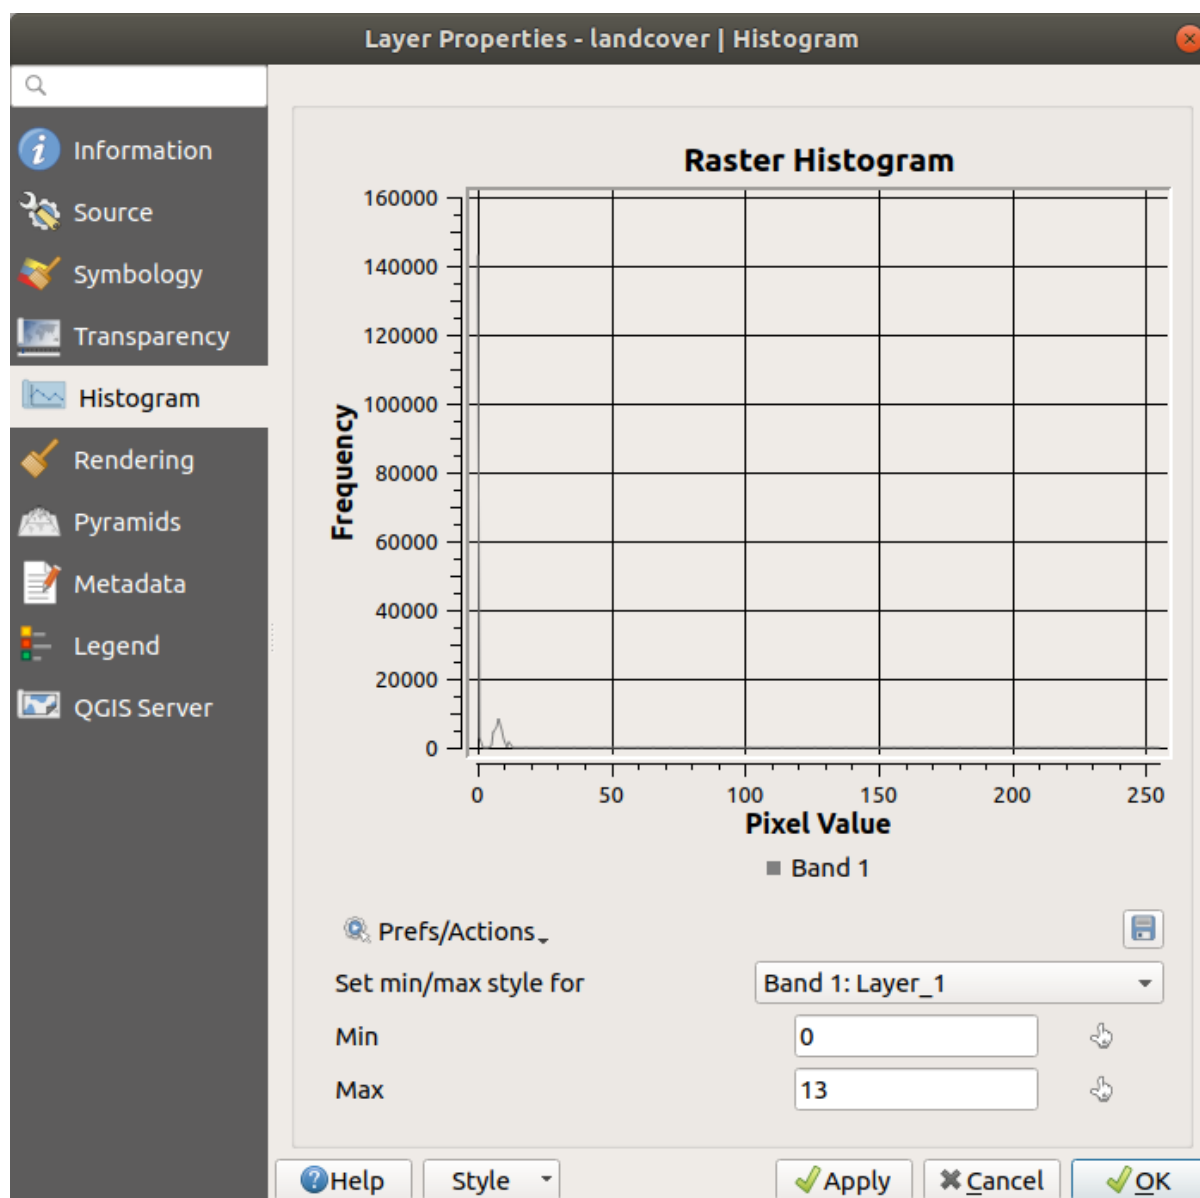 Layer Properties - landcover | Histogram
Information
Source
Symbology
Transparency
Histogram
Rendering
Pyramids
Metadata
Legend
QGIS Server
Raster Histogram
160000
140000
120000
100000
80000
60000
40000
20000
0
Frequency
0 50 100 150 200 250
Pixel Value
Band 1
Prefs/Actions
Set min/max style for Band 1: Layer_1
Min 0
Max 13
Help Style Apply Cancel OK